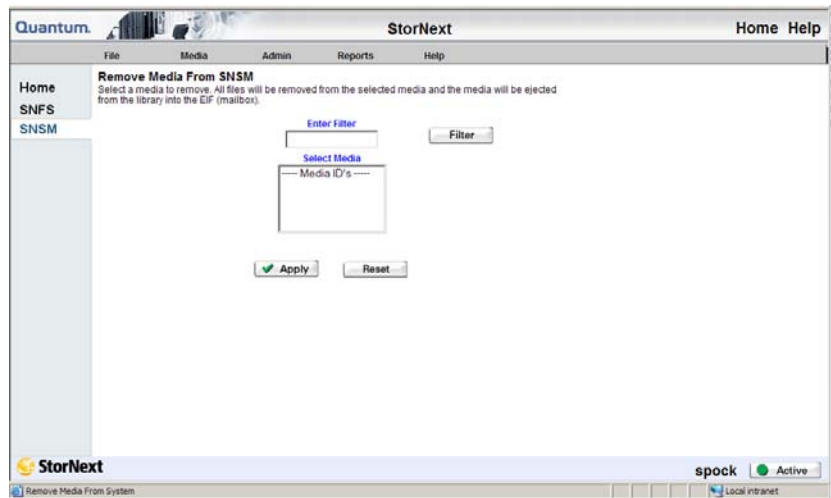 Quantum. StorNext Home Help
File Media Admin Reports Help
Home
SNFS
SNSM
Remove Media From SNSM
Select a media to remove. All files will be removed from the selected media and the media will be ejected
from the library into the EIF (mailbox).
Enter Filter
Filter
Select Media
----- Media ID's -----
Apply Reset
StorNext
spock Active
Remove Media From System Local intranet